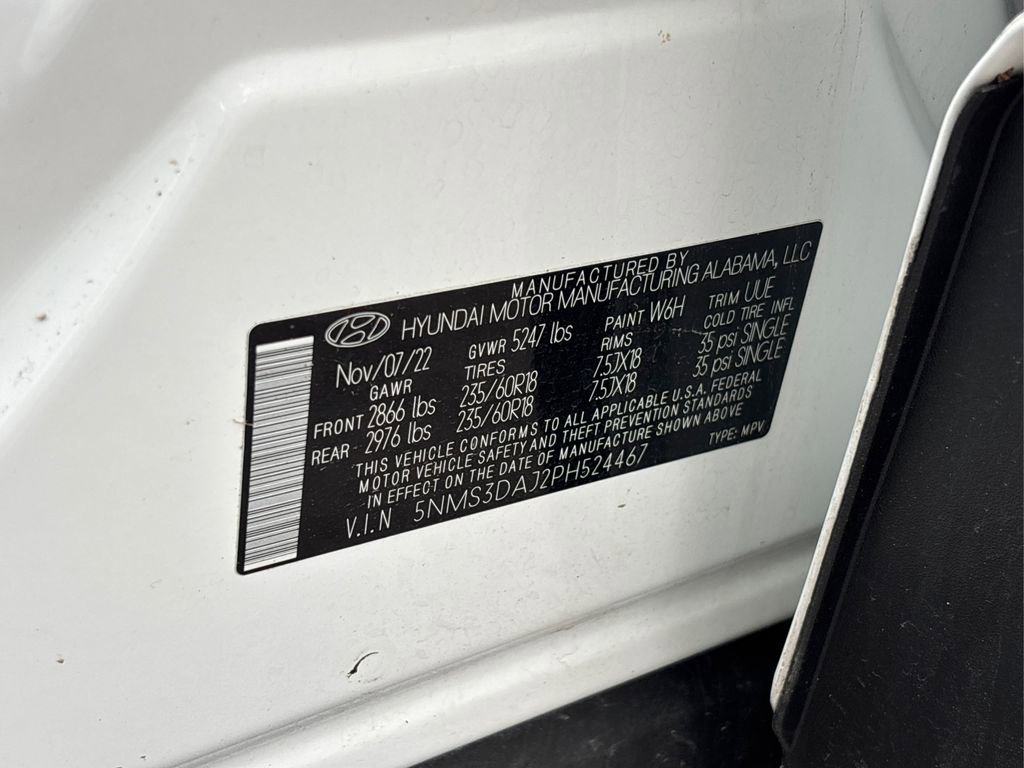 MANUFACTURED BY
HYUNDAI MOTOR MANUFACTURING ALABAMA, LLC
Nov/07/22 GVWR 5247 lbs PAINT W6H TRIM UUE
GAWR TIRES RIMS COLD TIRE INFL
FRONT 2866 lbs 235/60R18 7.5JX18 35 psi SINGLE
REAR 2976 lbs 235/60R18 7.5JX18 35 psi SINGLE
THIS VEHICLE CONFORMS TO ALL APPLICABLE U.S.A. FEDERAL
MOTOR VEHICLE SAFETY AND THEFT PREVENTION STANDARDS
IN EFFECT ON THE DATE OF MANUFACTURE SHOWN ABOVE
V.I.N 5NMS3DAJ2PH524467 TYPE: MPV